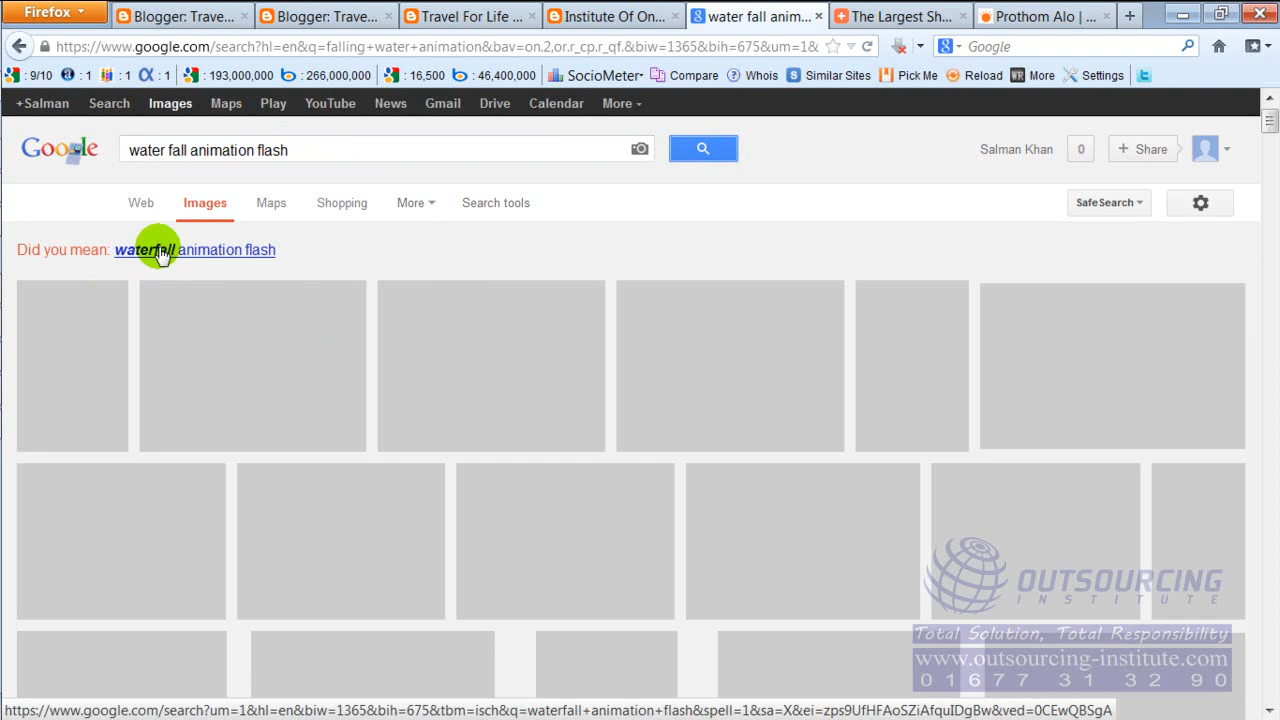 Firefox
Blogger: Trave...
Blogger: Trave...
Travel For Life ...
Institute Of On...
water fall anim...
The Largest Sh...
Prothom Alo | ...
https://www.google.com/search?hl=en&q=falling+water+animation&bav=on.2,or.r_cp.r_qf.&biw=1365&bih=675&um=1&
Google
: 9/10 : 1 : 1 : 1 : 193,000,000 : 266,000,000 : 16,500 : 46,400,000 SocioMeter Compare Whois Similar Sites Pick Me Reload More Settings
+Salman Search Images Maps Play YouTube News Gmail Drive Calendar More
Google
water fall animation flash
Salman Khan 0 + Share
Web Images Maps Shopping More Search tools
SafeSearch
Did you mean: waterfall animation flash
OUTSOURCING
INSTITUTE
Total Solution, Total Responsibility
www.outsourcing-institute.com
01677 31 32 90
https://www.google.com/search?um=1&hl=en&biw=1365&bih=675&tbm=isch&q=waterfall+animation+flash&spell=1&sa=X&ei=zps9UfHFAoSZiAfquIDgBw&ved=0CEwQBSgA